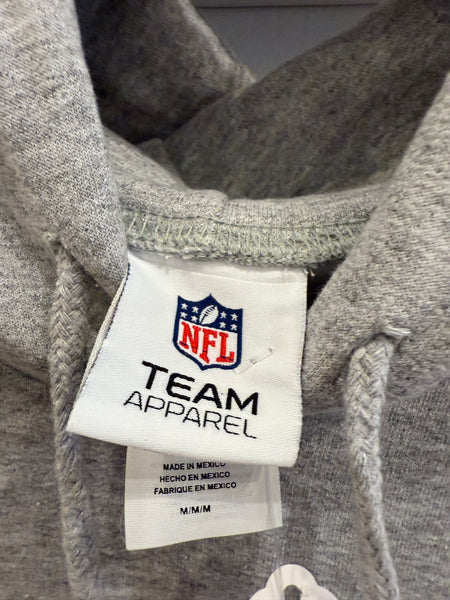 NFL
TEAM
APPAREL
MADE IN MEXICO
HECHO EN MEXICO
FABRIQUE EN MEXICO
M/M/M